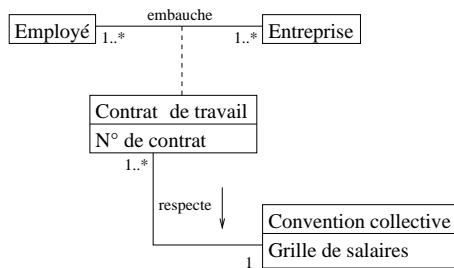 embauche
Employé
Entreprise
1..*
1..*
Contrat de travail
N° de contrat
1..*
respecte
Convention collective
Grille de salaires
1